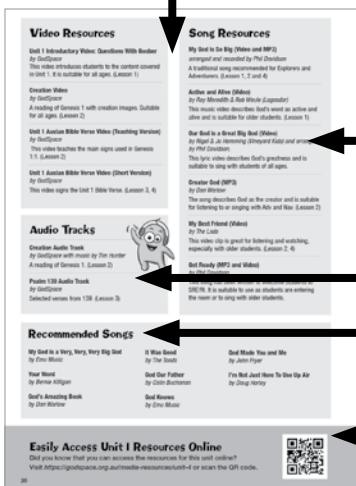 Video Resources
Unit 1 Introductory Video: Questions With Boober
by GodSpace
This video introduces students to the content covered
in Unit 1. It is suitable for all ages. (Lesson 1)
Creation Video
by GodSpace
A reading of Genesis 1 with creation images. Suitable
for all ages (Lesson 2)
Unit 1 Auslan Bible Verse Video (Teaching Version)
by GodSpace
This video teaches the main signs used in Genesis
1:1. (Lesson 2)
Unit 1 Auslan Bible Verse Video (Short Version)
by GodSpace
This video signs the Unit 1 Bible Verse. (Lesson 3, 4)
Audio Tracks
Creation Audio Track
by GodSpace with music by Tim Hunter
A reading of Genesis 1. (Lesson 2)
Psalm 139 Audio Track
by GodSpace
Selected verses from 139. (Lesson 3)
Song Resources
My God is So Big (Video and MP3)
arranged and recorded by Phil Davidson
A traditional song recommended for Explorers and
Adventurers. (Lesson 1, 2 and 4)
Active and Alive (Video)
by Roy Meredith & Rob Weule
This music video describes God's word as active and
alive and is suitable for older students. (Lesson 1)
Our God is a Great Big God (Video)
by Nigel & Jo Hemming (Vineyard Kids) and
by Phil Davidson.
This lyric video describes God's greatness and is
suitable to sing with students of all ages.
Creator God (MP3)
by Dan Warlow
The song describes God as the creator and is suitable
for listening to or singing with Adv and Nav (Lesson 2)
My Best Friend (Video)
by The Lads
This video clip is great for listening and watching,
especially with older students. (Lesson 2, 4)
Get Ready (MP3 and Video)
by Phil Davidson
SRE/RI. It is suitable to use as students are entering
the room or to sing with older students.
Recommended Songs
My God is a Very, Very, Very Big God
by Emu Music
Your Word
by Bernie Killigan
God's Amazing Book
by Dan Warlow
It Was Good
by The Toods
God Our Father
by Colin Buchanan
God Knows
by Emu Music
God Made You and Me
by John Fryer
I'm Not Just Here To Use Up Air
by Doug Horley
Easily Access Unit 1 Resources Online
Did you know that you can access the resources for this unit online?
Visit https://godspace.org.au/media-resources/unit-1 or scan the QR code.